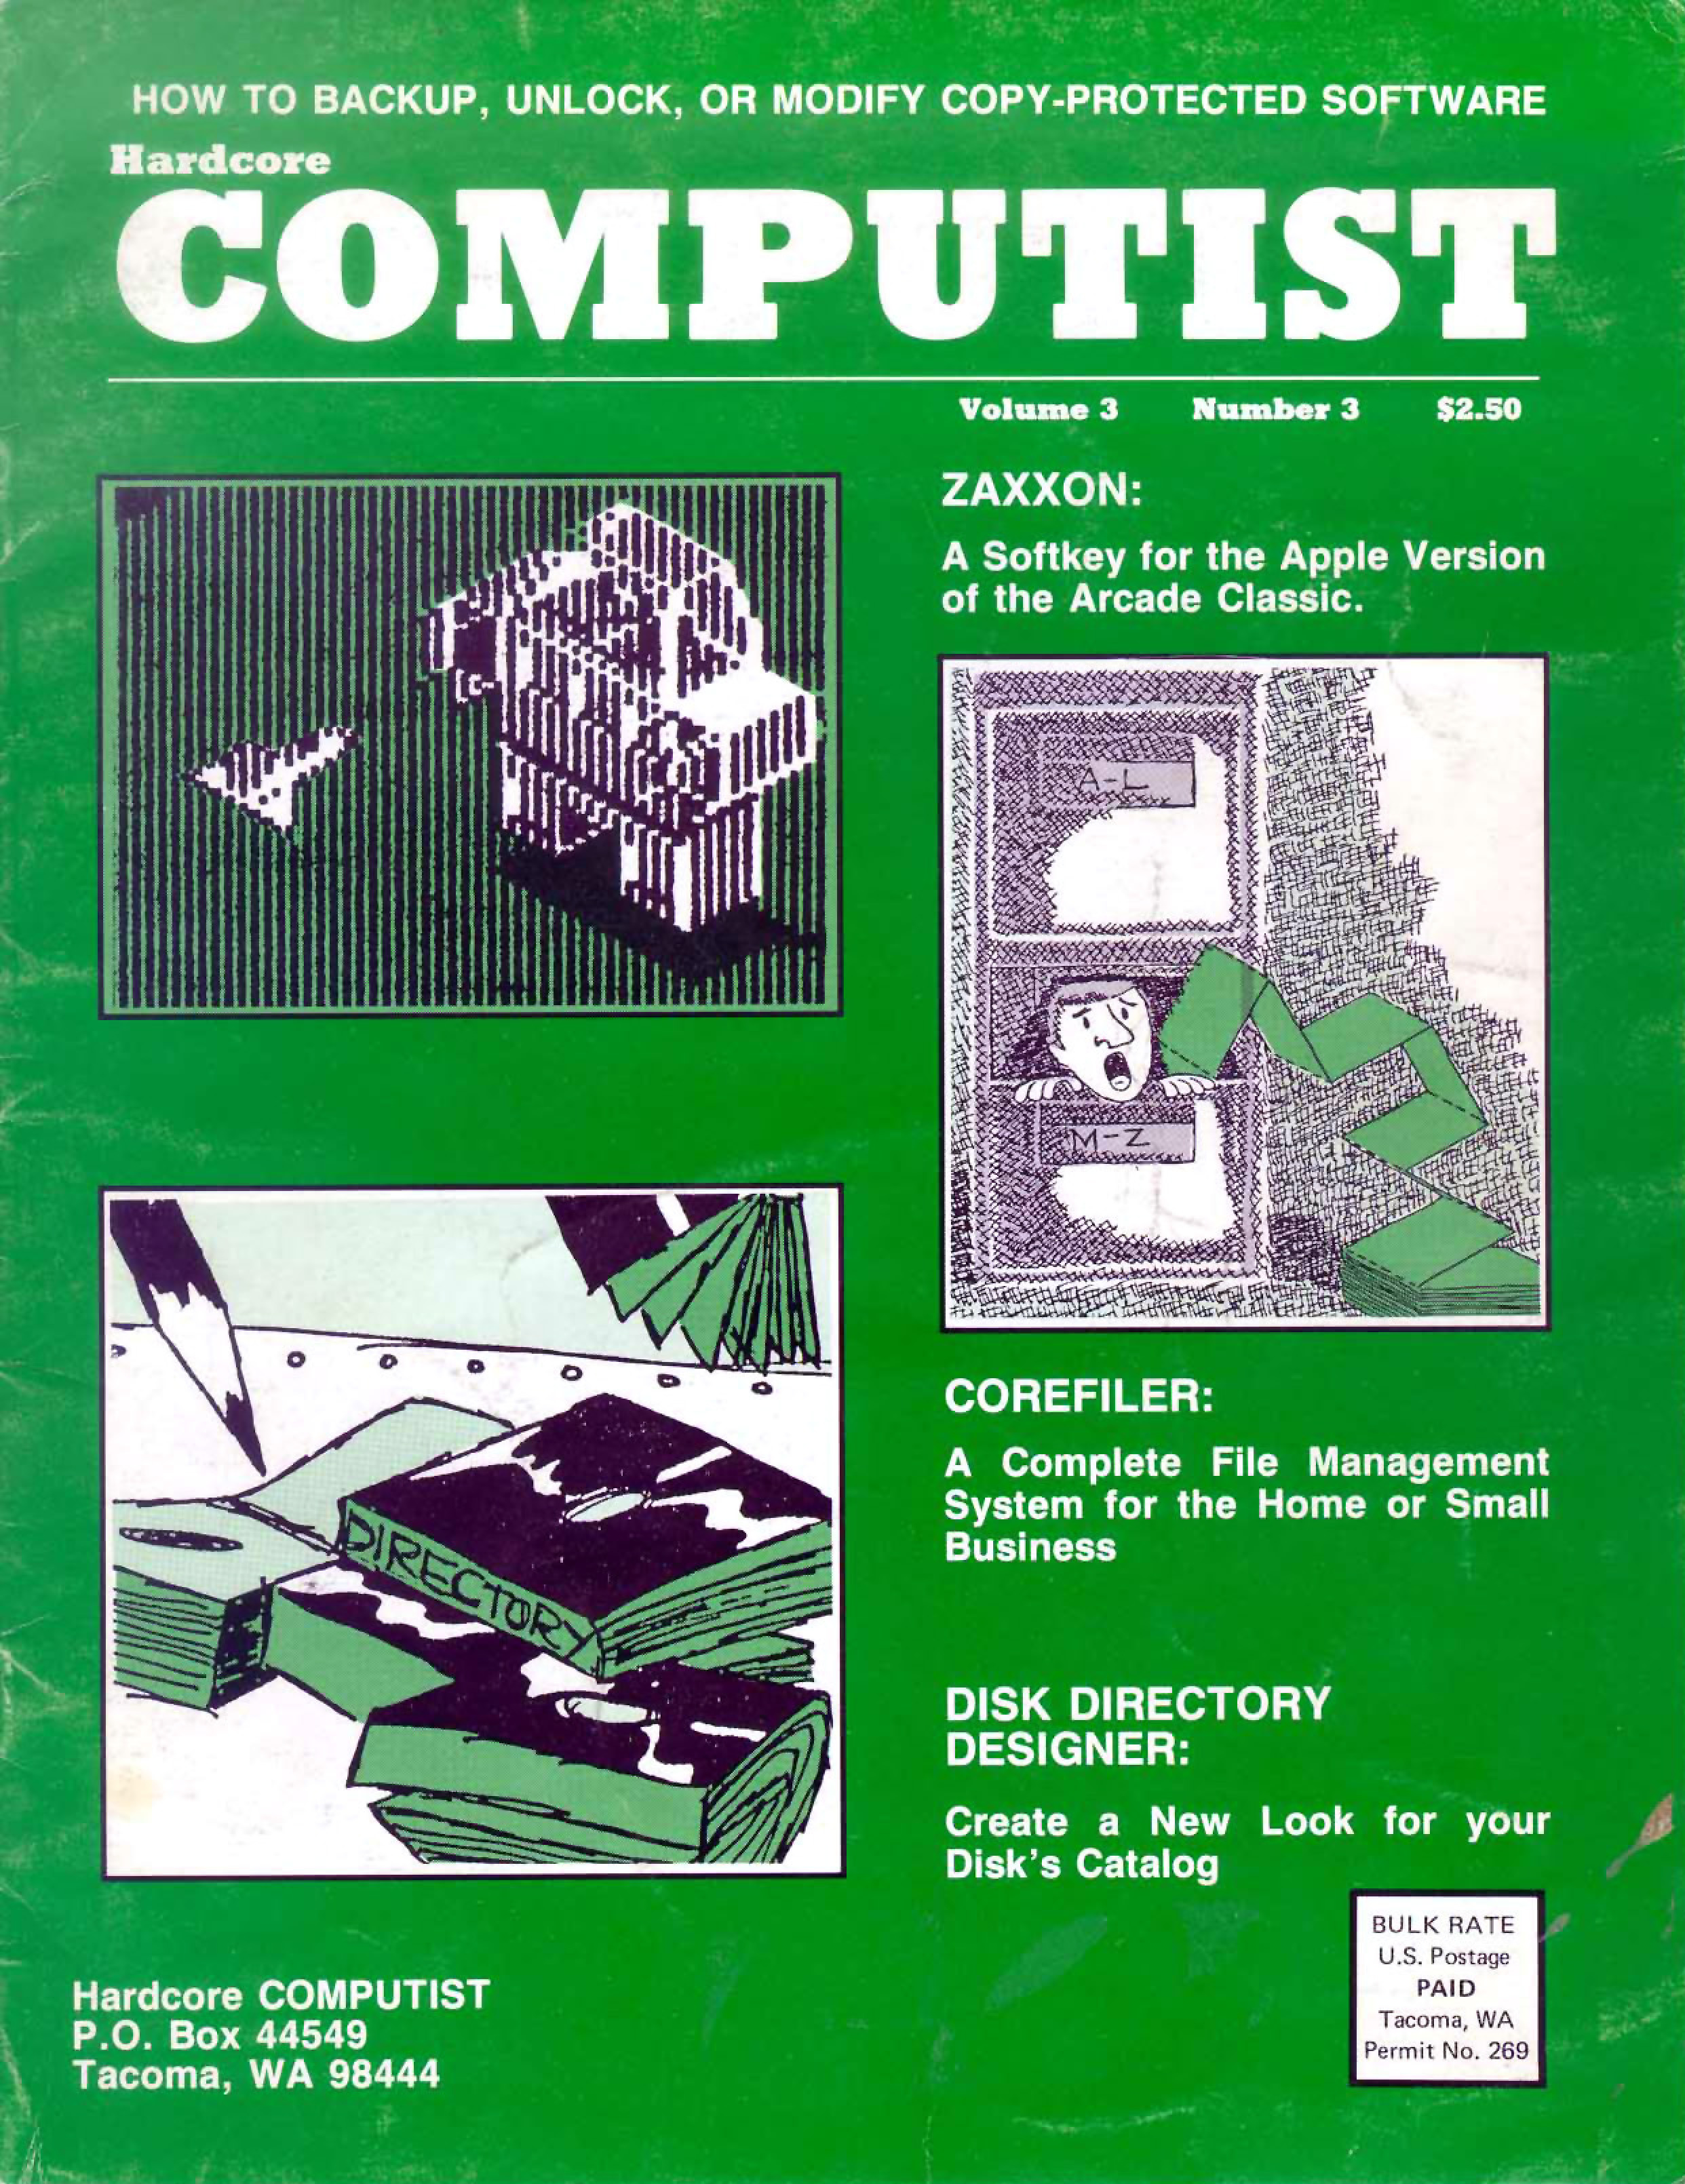 HOW TO BACKUP, UNLOCK, OR MODIFY COPY-PROTECTED SOFTWARE
Hardcore
COMPUTIST
Volume 3 Number 3 $2.50
ZAXXON:
A Softkey for the Apple Version
of the Arcade Classic.
A-L
M-Z
DIRECTORY
COREFILER:
A Complete File Management
System for the Home or Small
Business
DISK DIRECTORY
DESIGNER:
Create a New Look for your
Disk's Catalog
Hardcore COMPUTIST
P.O. Box 44549
Tacoma, WA 98444
BULK RATE
U.S. Postage
PAID
Tacoma, WA
Permit No. 269